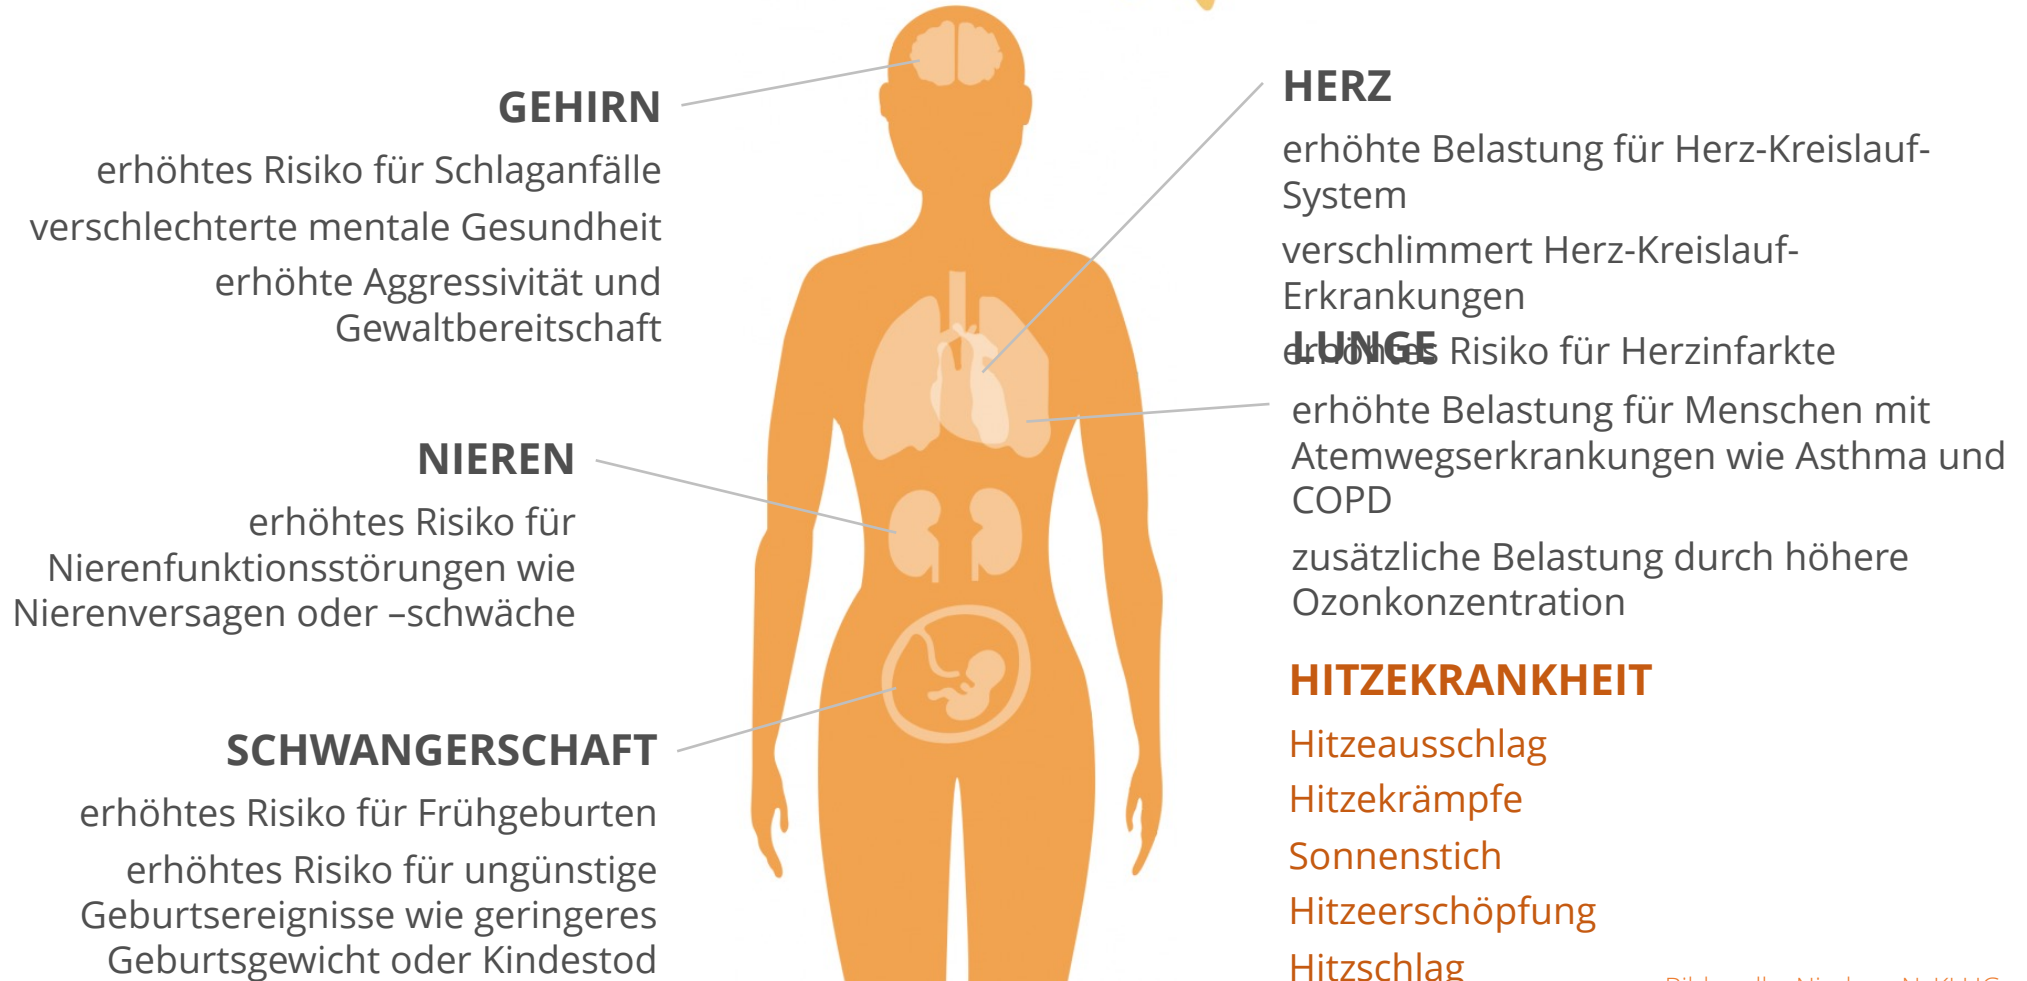 GEHIRN
erhöhtes Risiko für Schlaganfälle
verschlechterte mentale Gesundheit
erhöhte Aggressivität und
Gewaltbereitschaft
NIEREN
erhöhtes Risiko für
Nierenfunktionsstörungen wie
Nierenversagen oder –schwäche
SCHWANGERSCHAFT
erhöhtes Risiko für Frühgeburten
erhöhtes Risiko für ungünstige
Geburtsereignisse wie geringeres
Geburtsgewicht oder Kindestod
HERZ
erhöhte Belastung für Herz-Kreislauf-
System
verschlimmert Herz-Kreislauf-
Erkrankungen
erhöhtes Risiko für Herzinfarkte
LUNGE
erhöhte Belastung für Menschen mit
Atemwegserkrankungen wie Asthma und
COPD
zusätzliche Belastung durch höhere
Ozonkonzentration
HITZEKRANKHEIT
Hitzeausschlag
Hitzekrämpfe
Sonnenstich
Hitzeerschöpfung
Hitzschlag